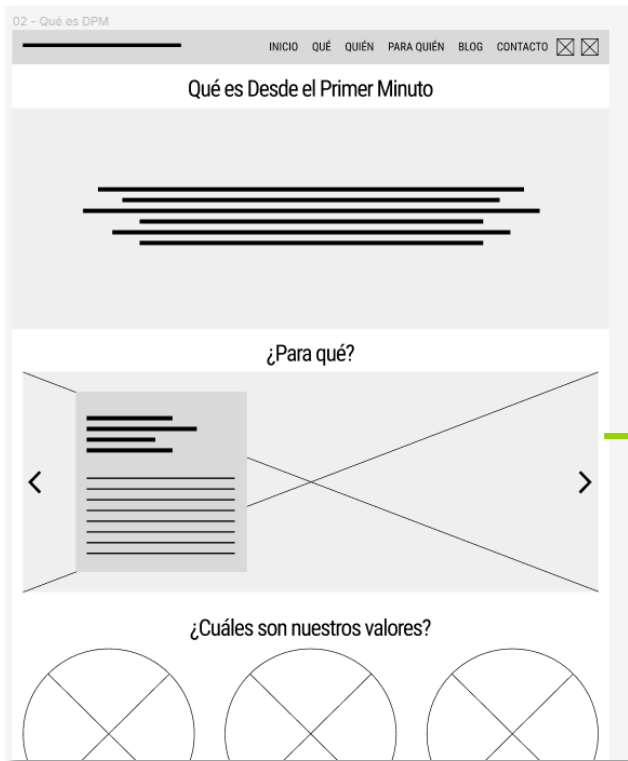 02 - Qué es DPM
INICIO QUÉ QUIÉN PARA QUIÉN BLOG CONTACTO
Qué es Desde el Primer Minuto
¿Para qué?
¿Cuáles son nuestros valores?